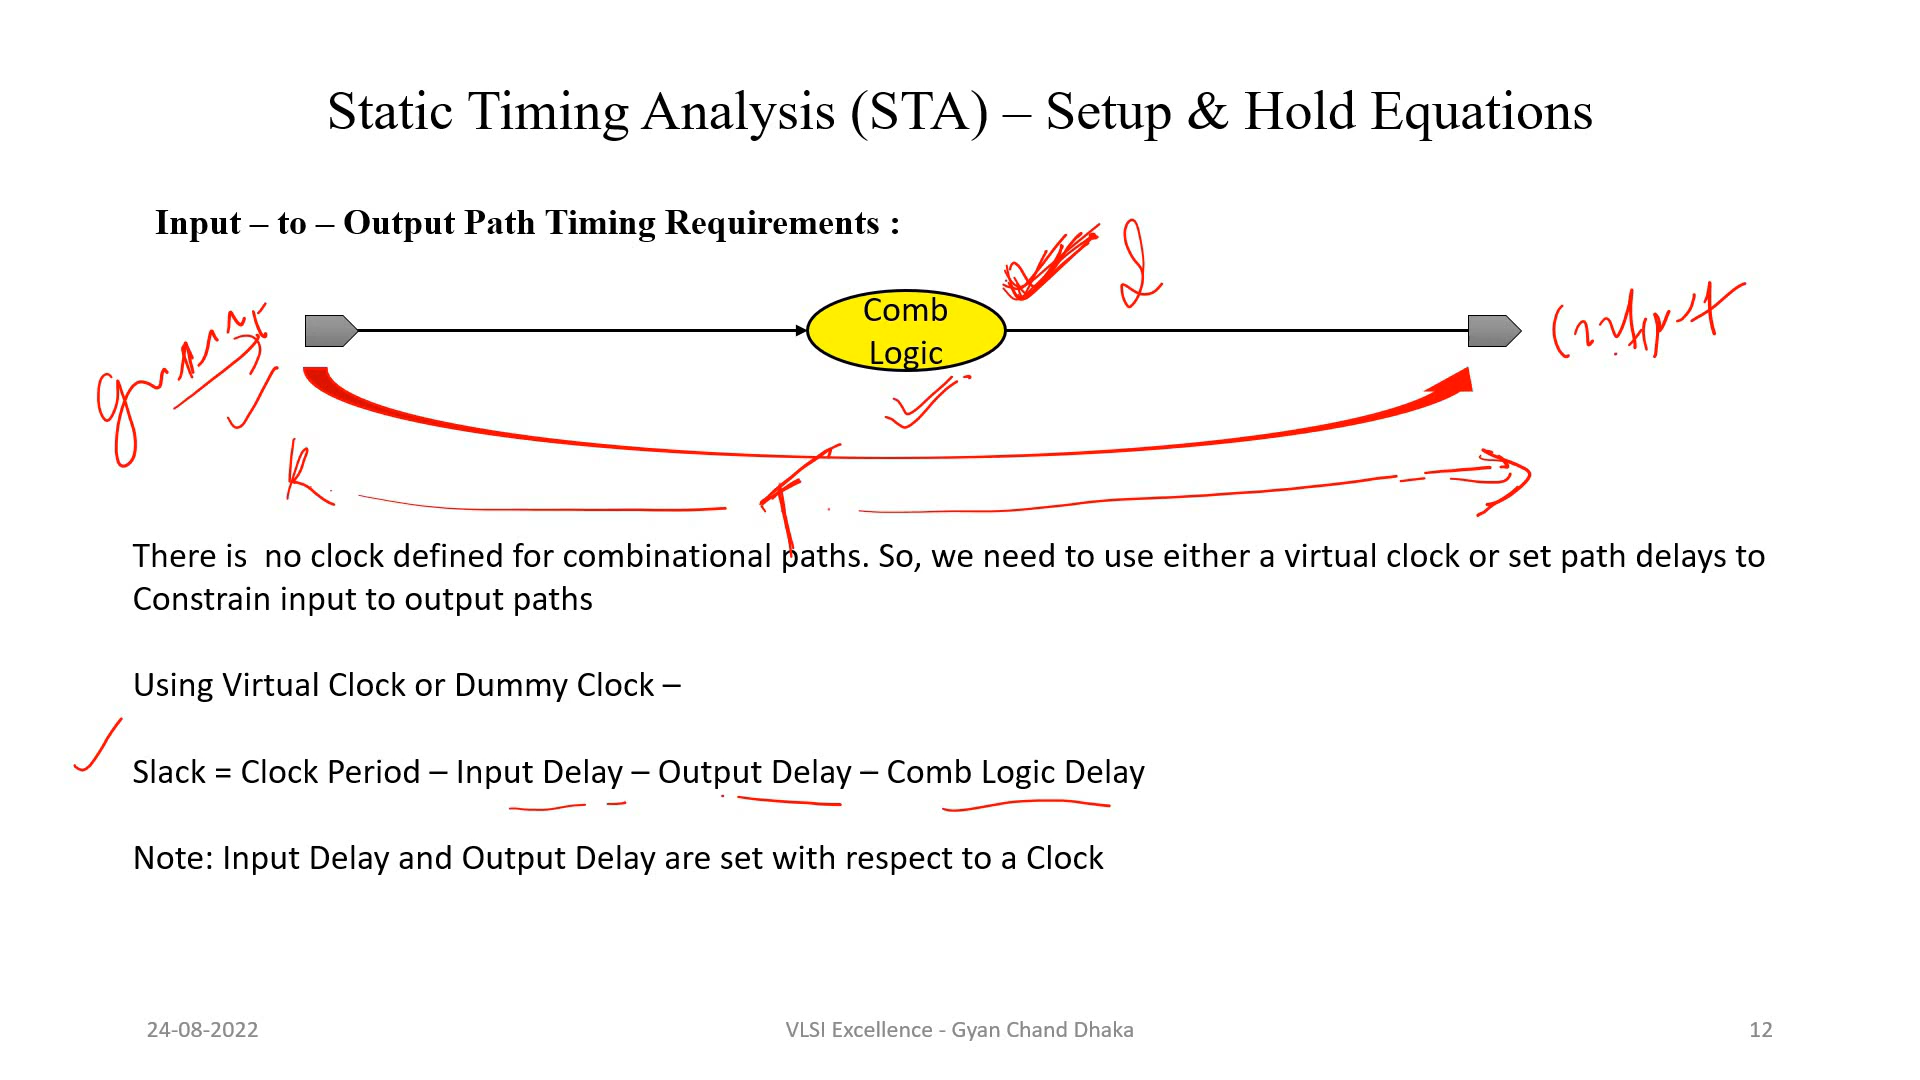 Static Timing Analysis (STA) – Setup & Hold Equations
Input – to – Output Path Timing Requirements :
Comb
Logic
output
T
There is no clock defined for combinational paths. So, we need to use either a virtual clock or set path delays to
Constrain input to output paths
Using Virtual Clock or Dummy Clock –
Slack = Clock Period – Input Delay – Output Delay – Comb Logic Delay
Note: Input Delay and Output Delay are set with respect to a Clock
24-08-2022
VLSI Excellence - Gyan Chand Dhaka
12